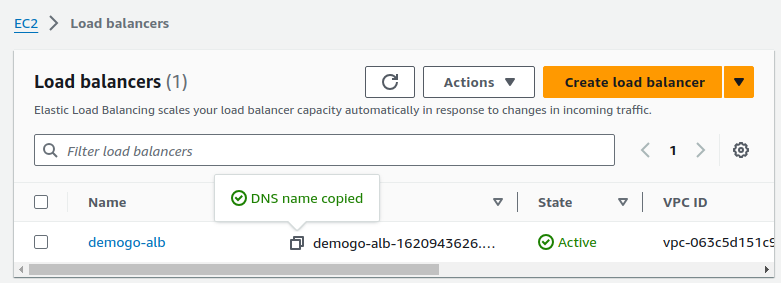 EC2 > Load balancers
Load balancers (1)
Actions
Create load balancer
Elastic Load Balancing scales your load balancer capacity automatically in response to changes in incoming traffic.
Filter load balancers
1
DNS name copied
Name
State
VPC ID
demogo-alb
demogo-alb-1620943626....
Active
vpc-063c5d151c9